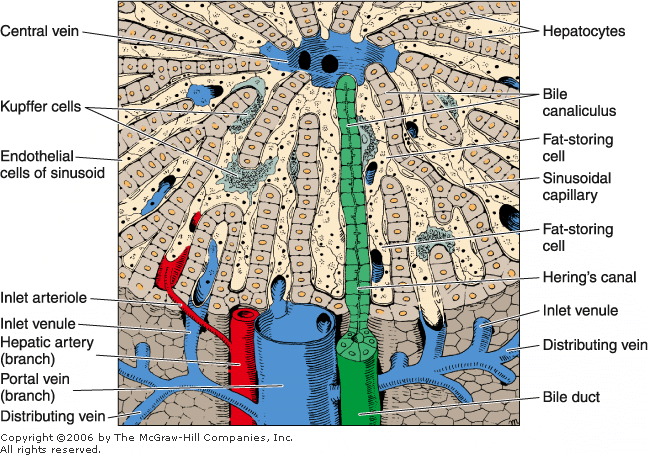 Central vein
Kupffer cells
Endothelial
cells of sinusoid
Inlet arteriole
Inlet venule
Hepatic artery
(branch)
Portal vein
(branch)
Distributing vein
Hepatocytes
Bile
canaliculus
Fat-storing
cell
Sinusoidal
capillary
Fat-storing
cell
Hering's canal
Inlet venule
Distributing vein
Bile duct
Copyright ©2006 by The McGraw-Hill Companies, Inc.
All rights reserved.